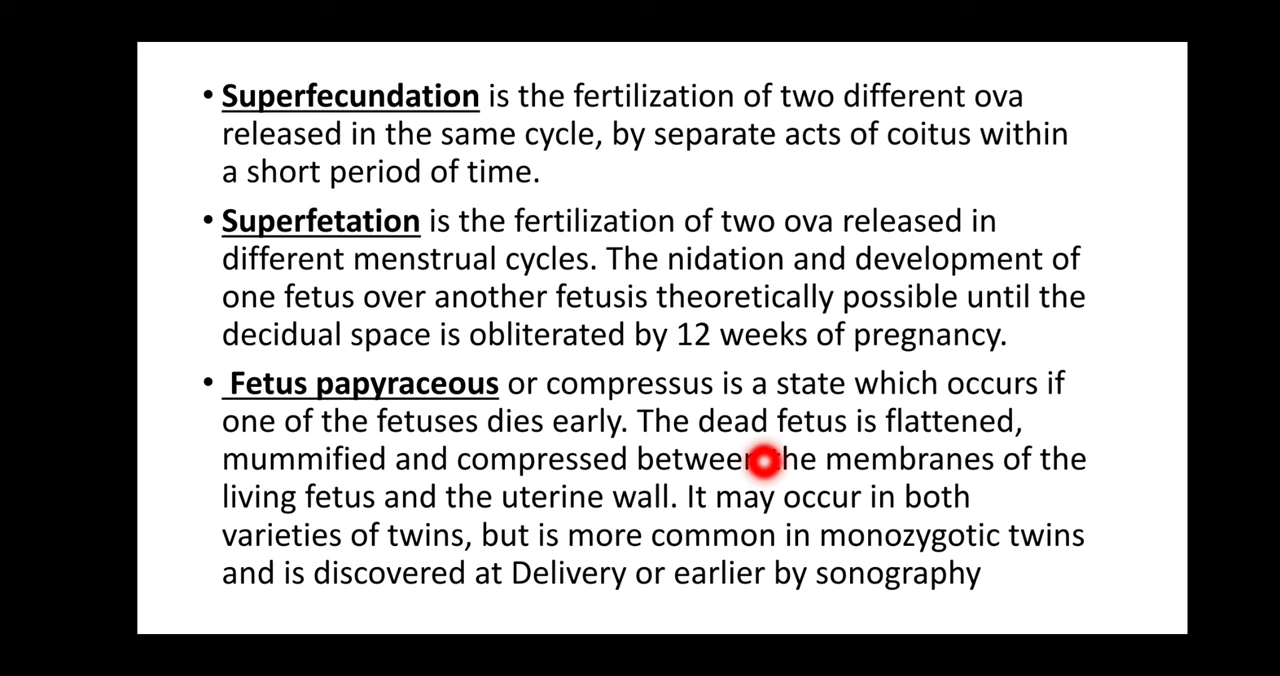 • Superfecundation is the fertilization of two different ova
released in the same cycle, by separate acts of coitus within
a short period of time.
• Superfetation is the fertilization of two ova released in
different menstrual cycles. The nidation and development of
one fetus over another fetusis theoretically possible until the
decidual space is obliterated by 12 weeks of pregnancy.
• Fetus papyraceous or compressus is a state which occurs if
one of the fetuses dies early. The dead fetus is flattened,
mummified and compressed between the membranes of the
living fetus and the uterine wall. It may occur in both
varieties of twins, but is more common in monozygotic twins
and is discovered at Delivery or earlier by sonography